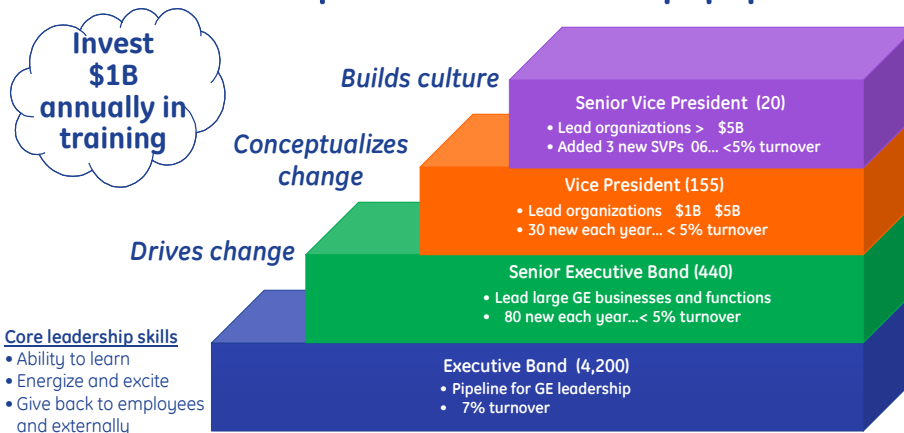 Invest
$1B
annually in
training
Builds culture
Senior Vice President (20)
• Lead organizations > $5B
• Added 3 new SVPs 06... <5% turnover
Conceptualizes
change
Vice President (155)
• Lead organizations $1B $5B
• 30 new each year... < 5% turnover
Drives change
Senior Executive Band (440)
• Lead large GE businesses and functions
• 80 new each year...< 5% turnover
Core leadership skills
• Ability to learn
• Energize and excite
• Give back to employees
and externally
Executive Band (4,200)
• Pipeline for GE leadership
• 7% turnover